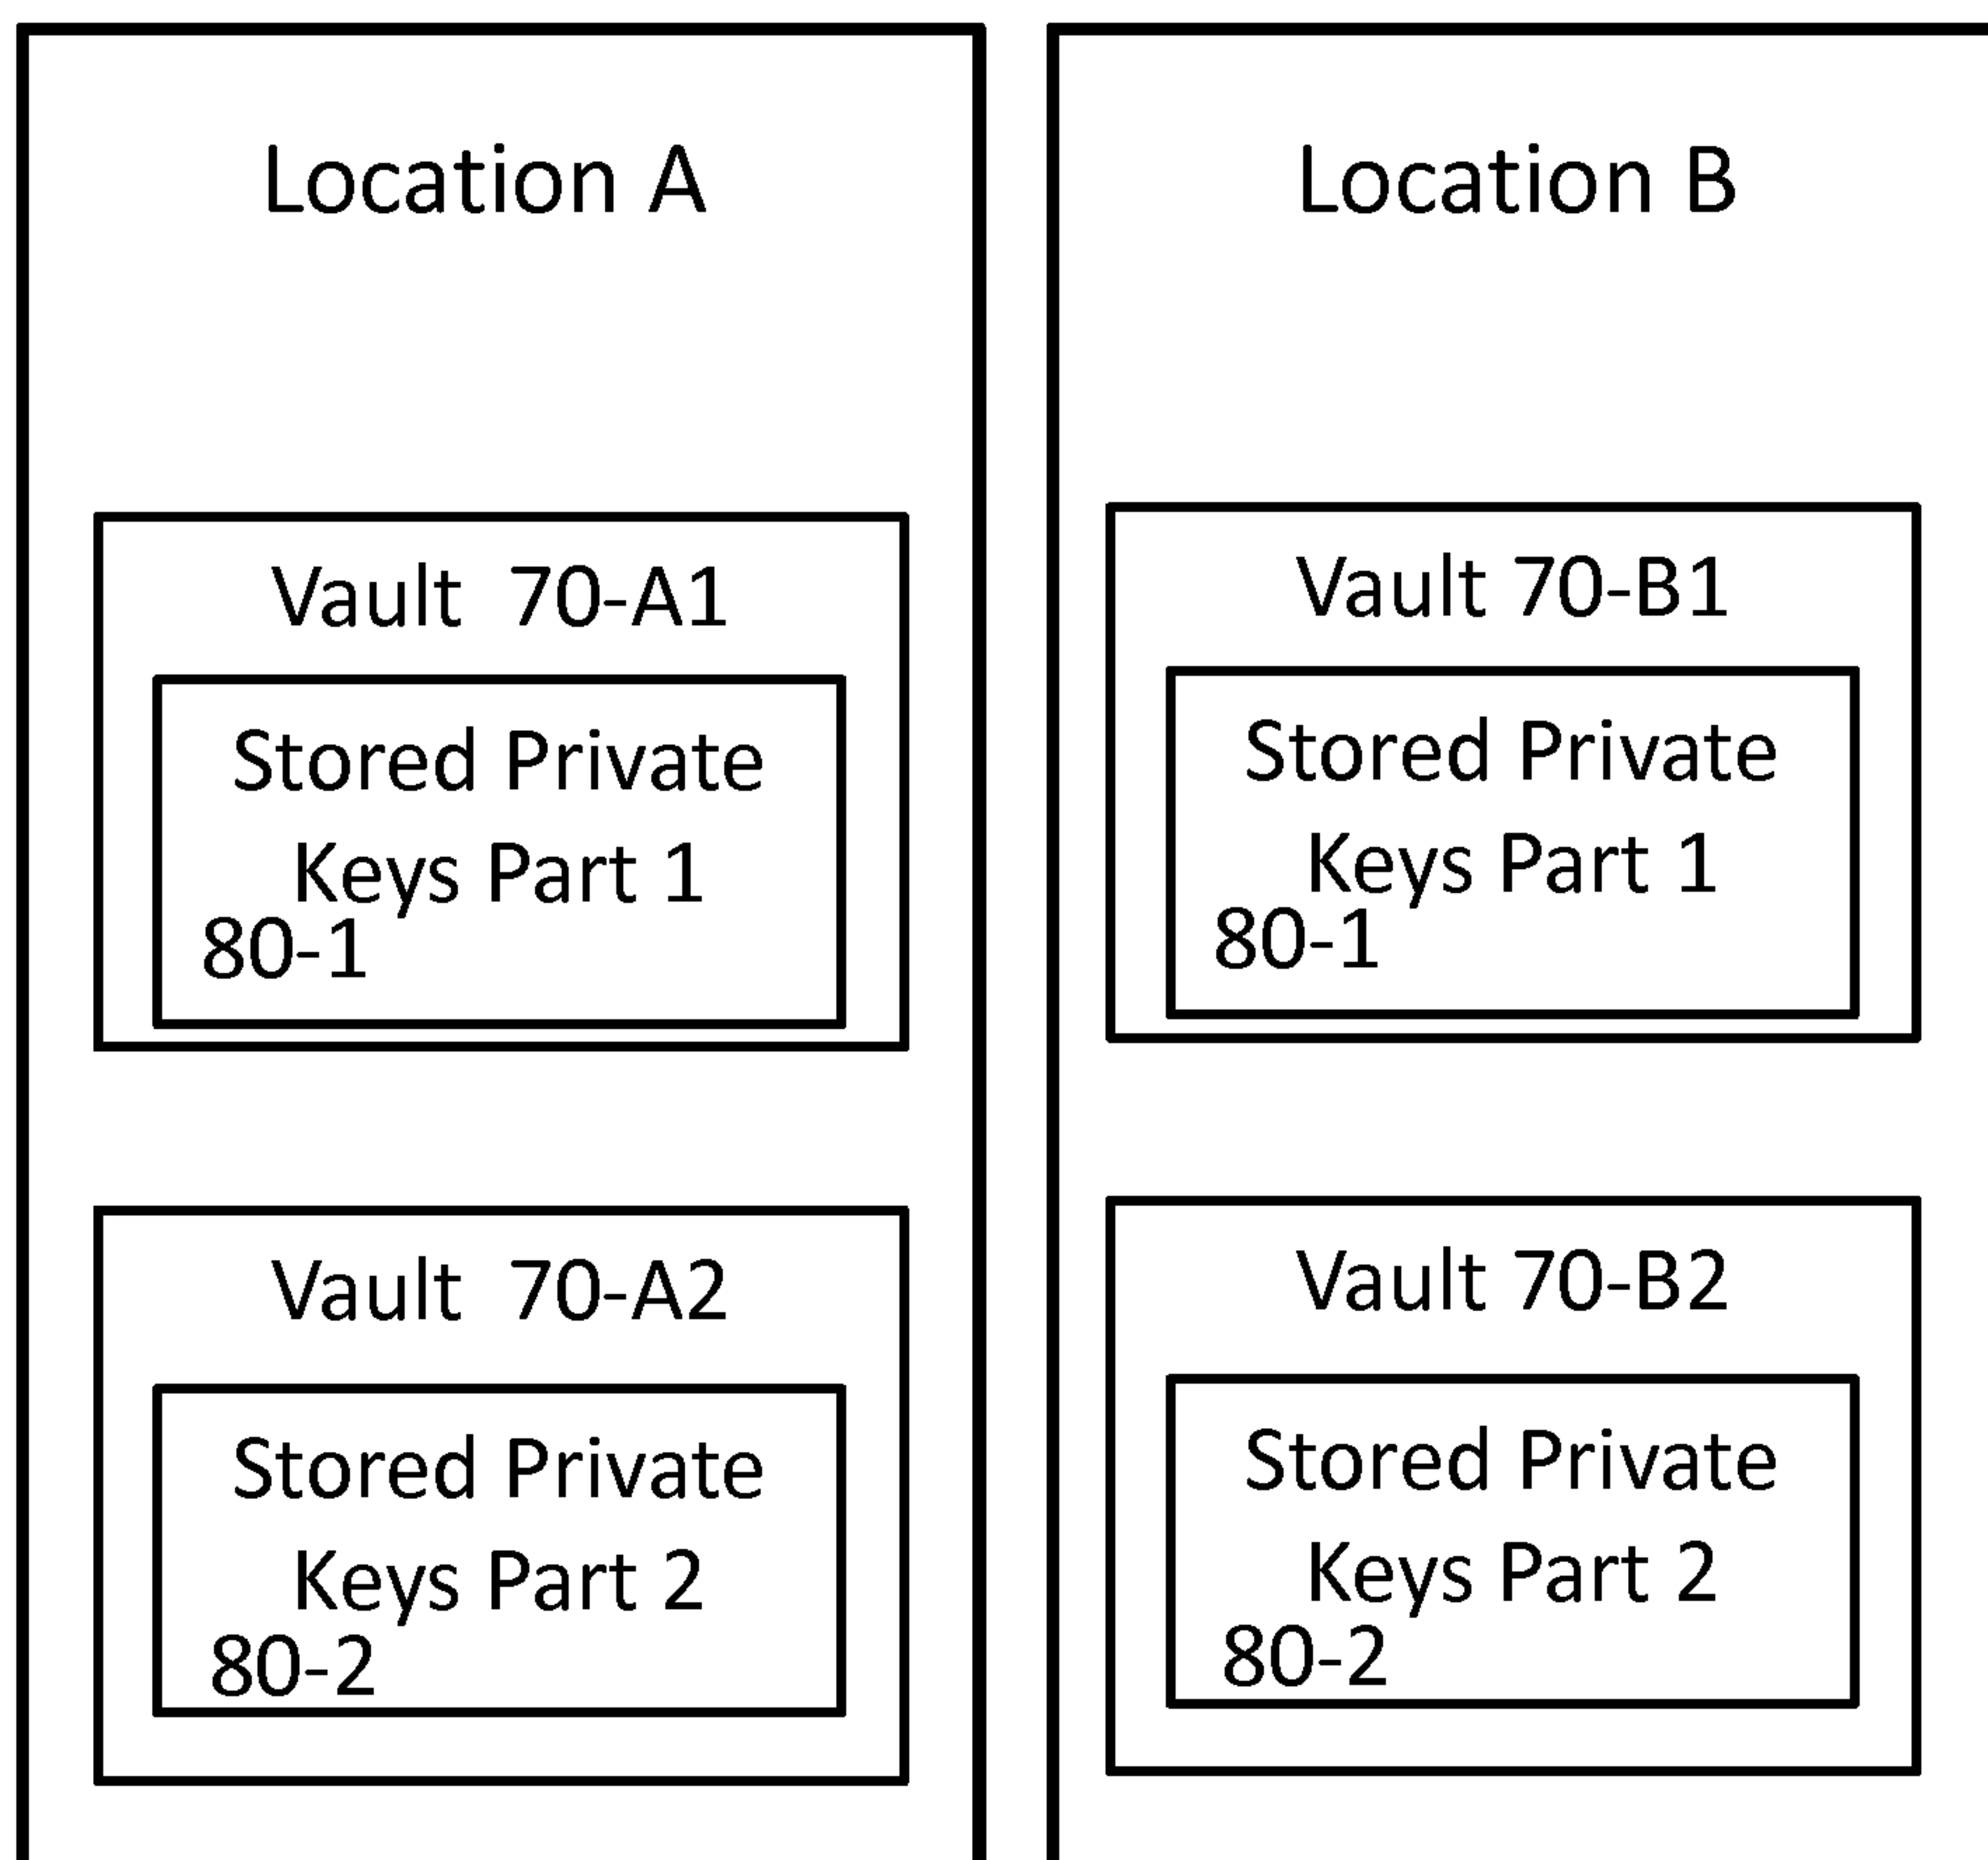 Location A
Vault 70-A1
Stored Private
Keys Part 1
80-1
Vault 70-A2
Stored Private
Keys Part 2
80-2
Location B
Vault 70-B1
Stored Private
Keys Part 1
80-1
Vault 70-B2
Stored Private
Keys Part 2
80-2